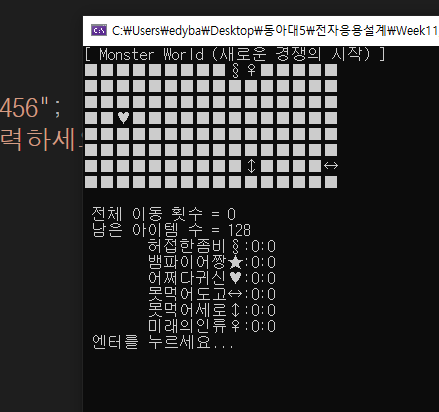 C:\Users\edyba\Desktop\동아대5\전자응용설계\Week11
[ Monster World (새로운 경쟁의 시작) ]
■■■■■■■■■§♀■■■■■
■■■■■■■■■■■■■■■■
■■■■■■■■■■■■■■■■
■■♥■■■■■■■■■■■■■
■■■■■■■■■■■■■■■■
■■■■■■■■■■■■■■■■
■■■■■■■■■■↕■■■■↔
■■■■■■■■■■■■■■■■
전체 이동 횟수 = 0
남은 아이템 수 = 128
허접한좀비§:0:0
뱀파이어짱★:0:0
어쩌다귀신♥:0:0
못먹어도고↔:0:0
못먹어세로↕:0:0
미래의인류♀:0:0
엔터를 누르세요...
456";
력하세